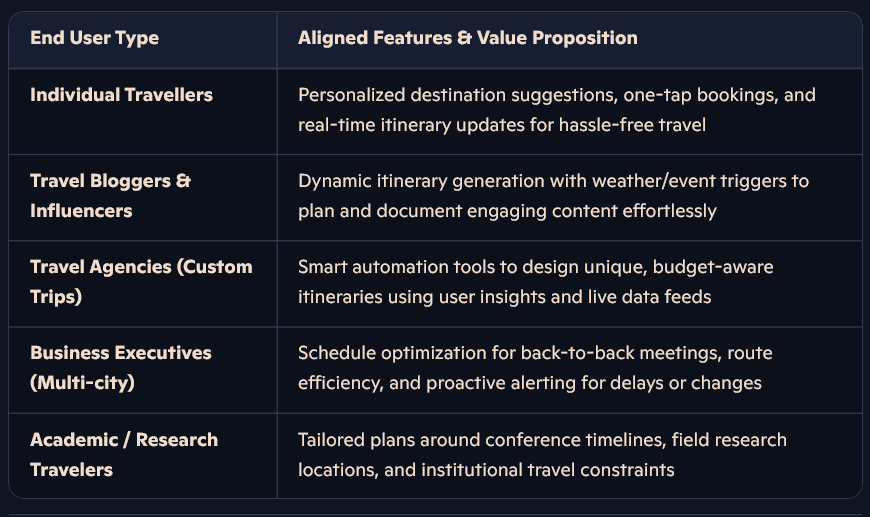 End User Type
Aligned Features & Value Proposition
Individual Travellers
Personalized destination suggestions, one-tap bookings, and
real-time itinerary updates for hassle-free travel
Travel Bloggers &
Influencers
Dynamic itinerary generation with weather/event triggers to
plan and document engaging content effortlessly
Travel Agencies (Custom
Trips)
Smart automation tools to design unique, budget-aware
itineraries using user insights and live data feeds
Business Executives
(Multi-city)
Schedule optimization for back-to-back meetings, route
efficiency, and proactive alerting for delays or changes
Academic / Research
Travelers
Tailored plans around conference timelines, field research
locations, and institutional travel constraints